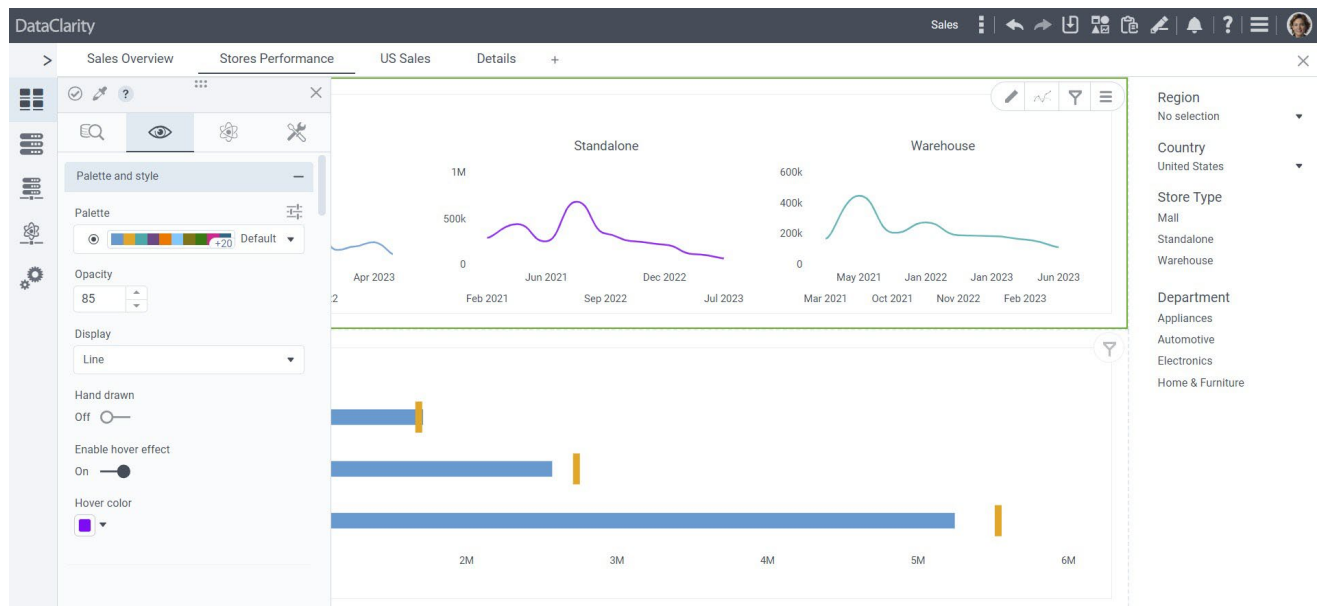 DataClarity
Sales
?
Sales Overview
Stores Performance
US Sales
Details
+
?
Palette and style
Palette
+20
Default
Opacity
85
Display
Line
Hand drawn
Off
Enable hover effect
On
Hover color
Apr 2023
2
Standalone
1M
500k
0
Jun 2021
Dec 2022
Feb 2021
Sep 2022
Jul 2023
Warehouse
600k
400k
200k
0
May 2021
Jan 2022
Jan 2023
Jun 2023
Mar 2021
Oct 2021
Nov 2022
Feb 2023
2M
3M
4M
5M
6M
Region
No selection
Country
United States
Store Type
Mall
Standalone
Warehouse
Department
Appliances
Automotive
Electronics
Home & Furniture